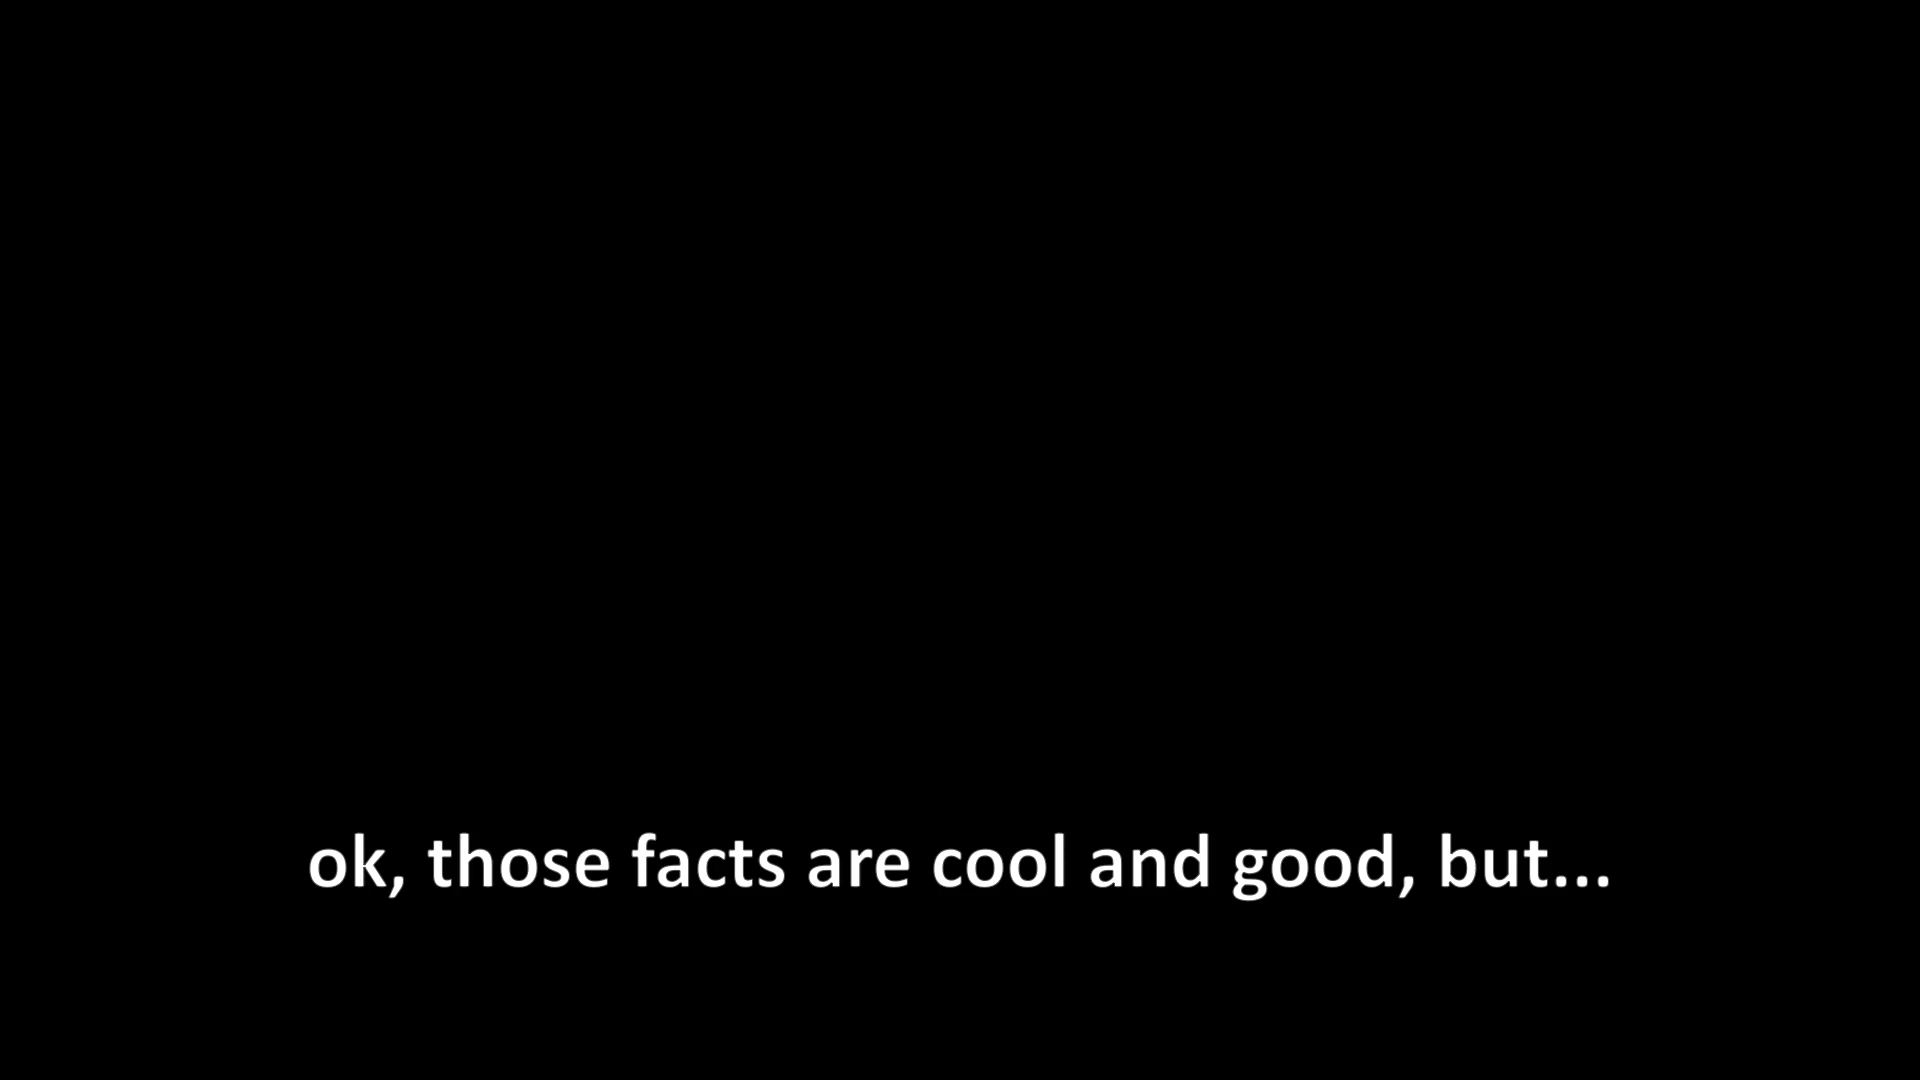 ok, those facts are cool and good, but...